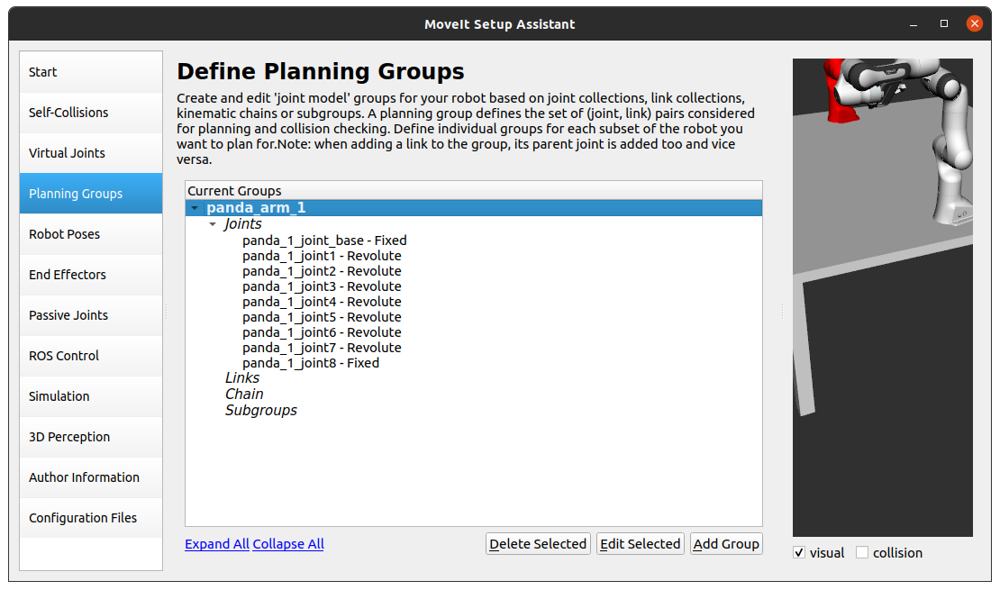 MoveIt Setup Assistant
Start
Self-Collisions
Virtual Joints
Planning Groups
Robot Poses
End Effectors
Passive Joints
ROS Control
Simulation
3D Perception
Author Information
Configuration Files
Define Planning Groups
Create and edit 'joint model' groups for your robot based on joint collections, link collections,
kinematic chains or subgroups. A planning group defines the set of (joint, link) pairs considered
for planning and collision checking. Define individual groups for each subset of the robot you
want to plan for.Note: when adding a link to the group, its parent joint is added too and vice
versa.
Current Groups
panda_arm_1
Joints
panda_1_joint_base - Fixed
panda_1_joint1 - Revolute
panda_1_joint2 - Revolute
panda_1_joint3 - Revolute
panda_1_joint4 - Revolute
panda_1_joint5 - Revolute
panda_1_joint6 - Revolute
panda_1_joint7 - Revolute
panda_1_joint8 - Fixed
Links
Chain
Subgroups
Expand All Collapse All
Delete Selected
Edit Selected
Add Group
visual
collision